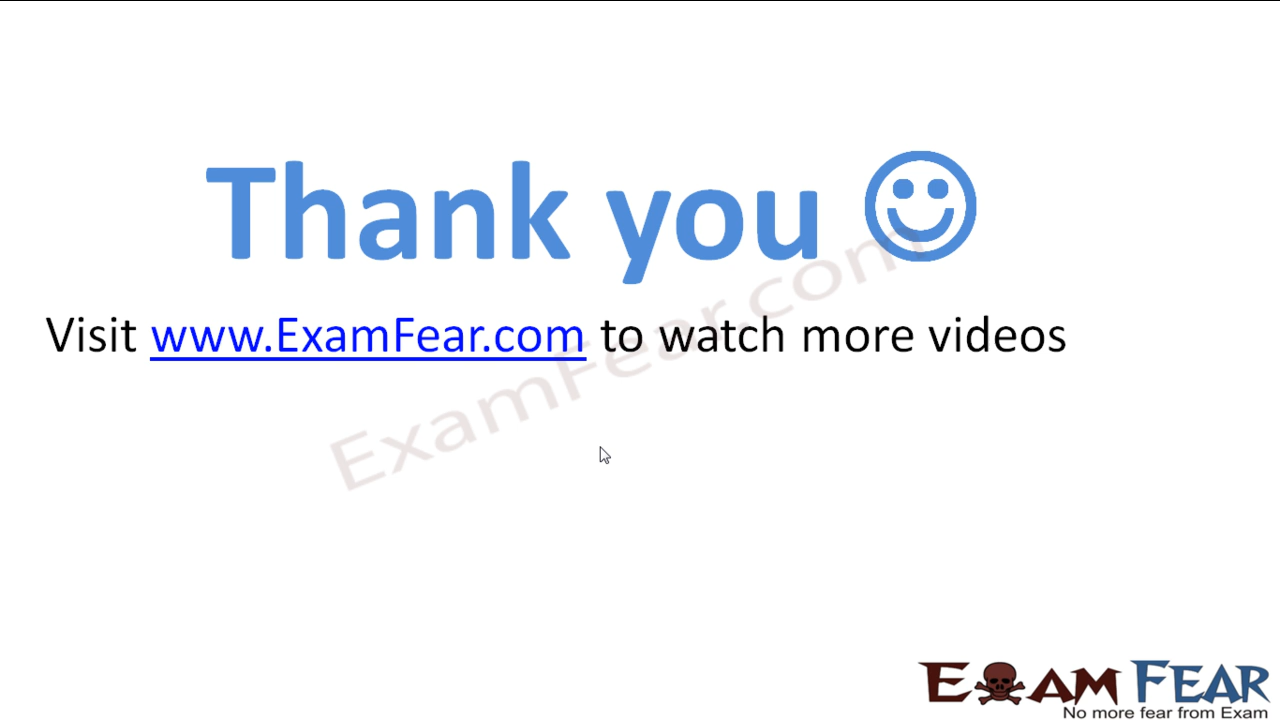 Thank you ☺
Visit www.ExamFear.com to watch more videos
ExamFear.com
EXAM FEAR
No more fear from Exam